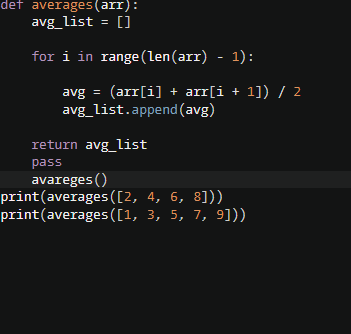 def averages(arr):
    avg_list = []
    for i in range(len(arr) - 1):
        avg = (arr[i] + arr[i + 1]) / 2
        avg_list.append(avg)
    return avg_list
    pass
    avareges()
print(averages([2, 4, 6, 8]))
print(averages([1, 3, 5, 7, 9]))